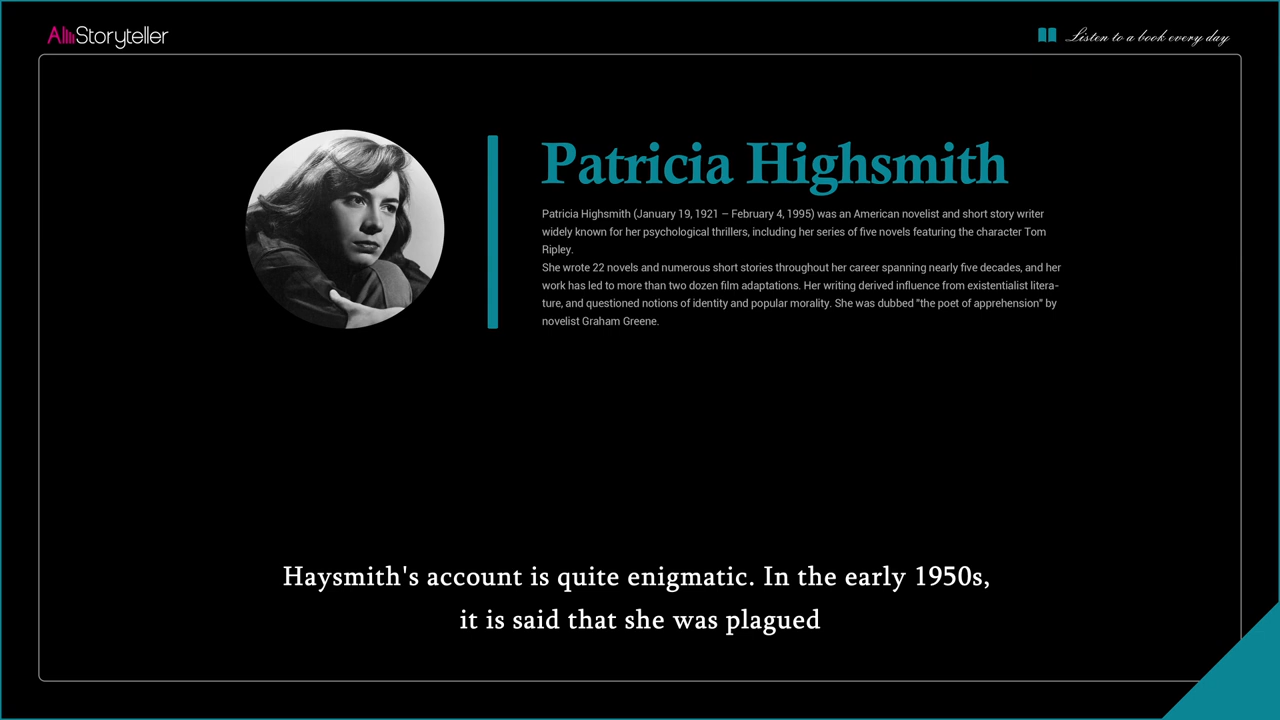 AllStoryteller
Listen to a book every day
Patricia Highsmith
Patricia Highsmith (January 19, 1921 – February 4, 1995) was an American novelist and short story writer
widely known for her psychological thrillers, including her series of five novels featuring the character Tom
Ripley.
She wrote 22 novels and numerous short stories throughout her career spanning nearly five decades, and her
work has led to more than two dozen film adaptations. Her writing derived influence from existentialist litera-
ture, and questioned notions of identity and popular morality. She was dubbed "the poet of apprehension" by
novelist Graham Greene.
Haysmith's account is quite enigmatic. In the early 1950s,
it is said that she was plagued